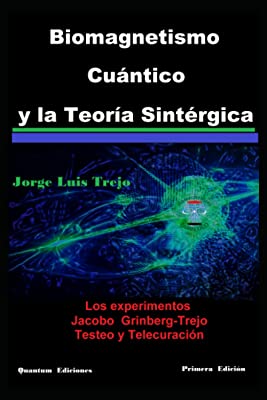 Biomagnetismo
Cuántico
y la Teoría Sintérgica
Jorge Luis Trejo
Los experimentos
Jacobo Grinberg-Trejo
Testeo y Telecuración
Quantum Ediciones
Primera Edición